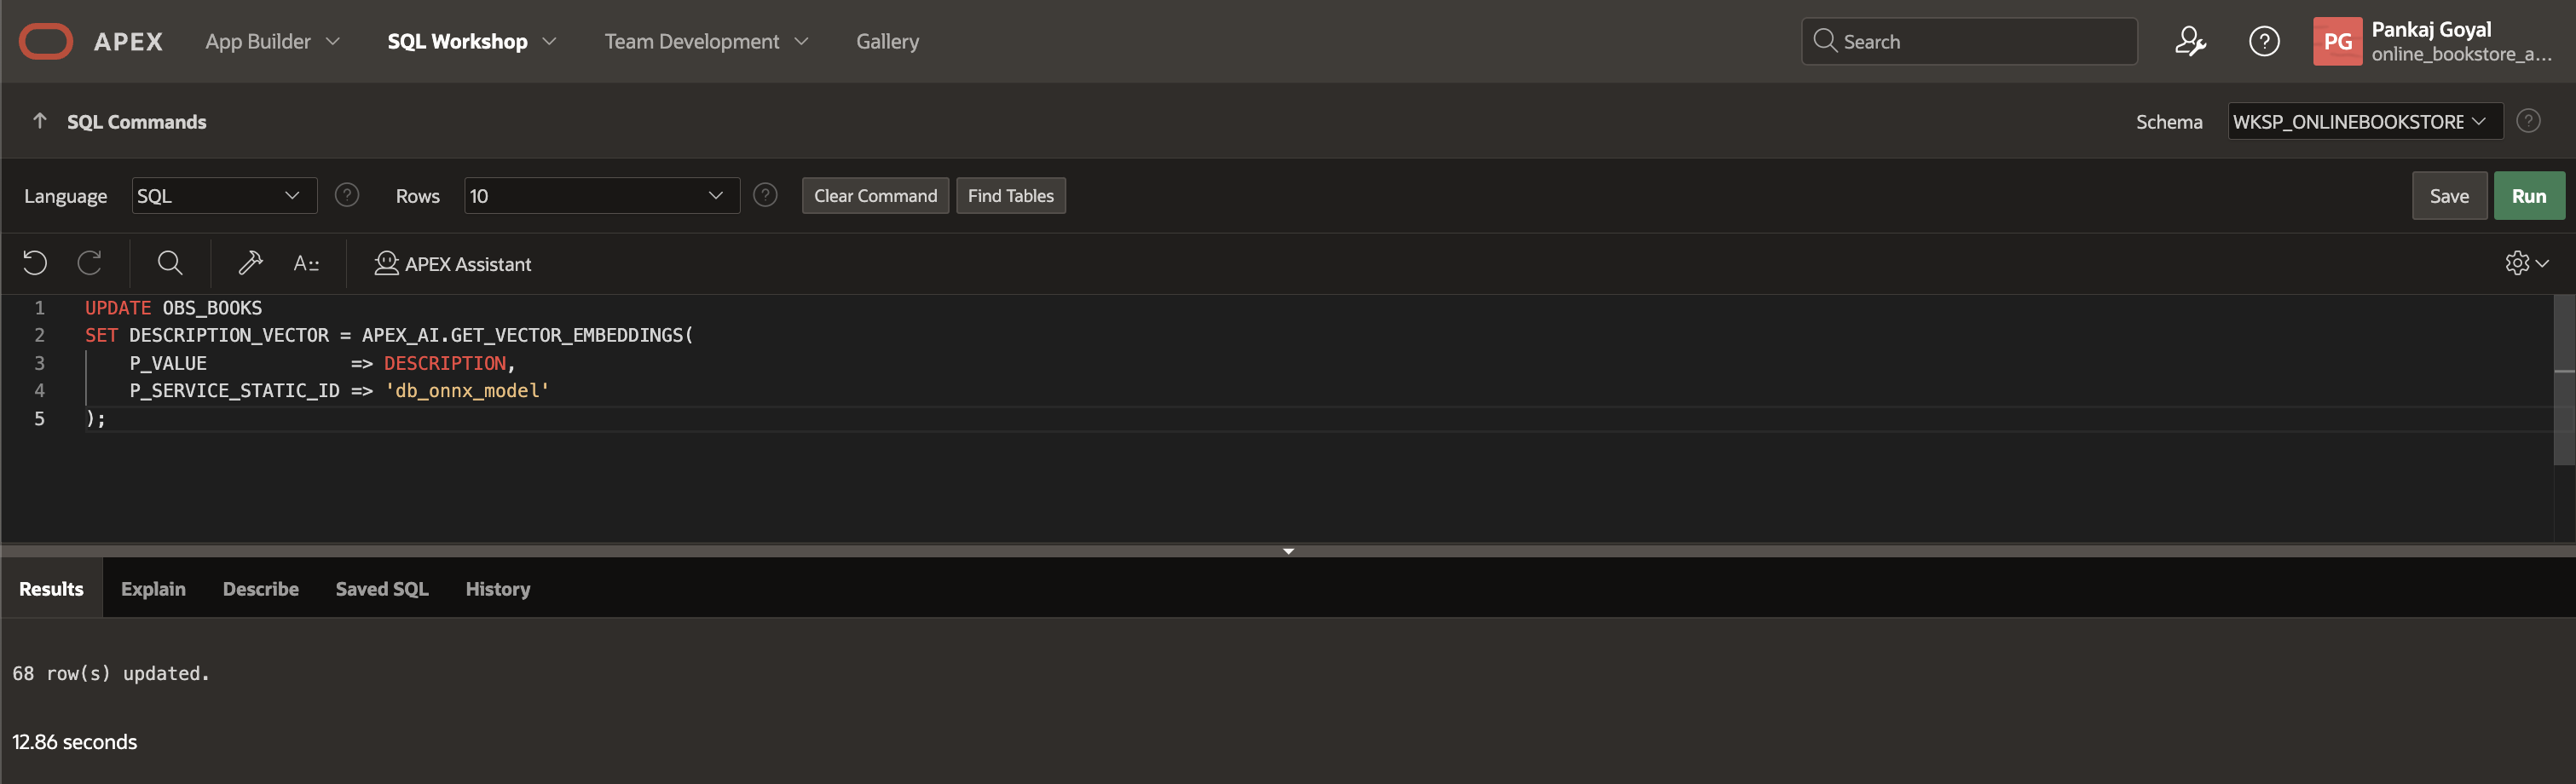 APEX App Builder SQL Workshop Team Development Gallery Search PG Pankaj Goyal
online_bookstore_a...
SQL Commands Schema WKSP_ONLINEBOOKSTORE
Language SQL Rows 10 Clear Command Find Tables Save Run
APEX Assistant
1 UPDATE OBS_BOOKS
2 SET DESCRIPTION_VECTOR = APEX_AI.GET_VECTOR_EMBEDDINGS(
3 P_VALUE => DESCRIPTION,
4 P_SERVICE_STATIC_ID => 'db_onnx_model'
5 );
Results Explain Describe Saved SQL History
68 row(s) updated.
12.86 seconds